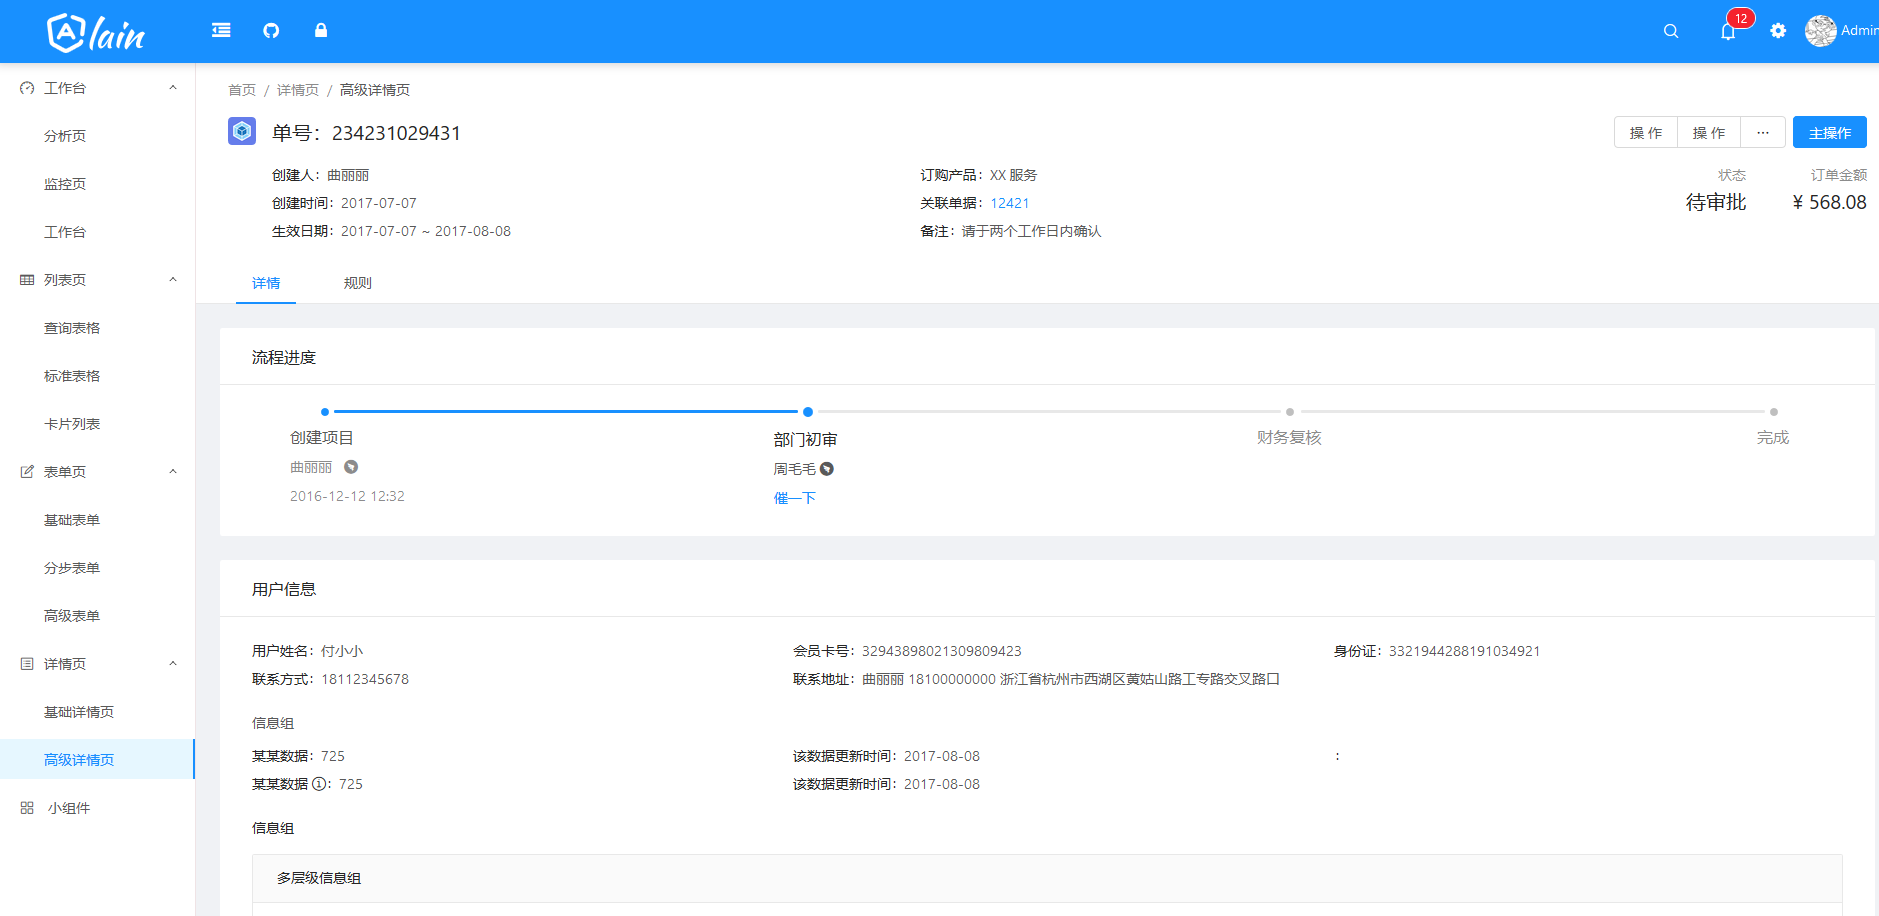 Alain
12
Admin
工作台
分析页
监控页
工作台
列表页
查询表格
标准表格
卡片列表
表单页
基础表单
分步表单
高级表单
详情页
基础详情页
高级详情页
小组件
首页 / 详情页 / 高级详情页
单号：234231029431
操 作 操 作 ··· 主操作
创建人：曲丽丽
订购产品：XX 服务
创建时间：2017-07-07
关联单据：12421
生效日期：2017-07-07 ~ 2017-08-08
备注：请于两个工作日内确认
状态
待审批
订单金额
¥ 568.08
详情 规则
流程进度
创建项目
曲丽丽
2016-12-12 12:32
部门初审
周毛毛
催一下
财务复核
完成
用户信息
用户姓名：付小小 会员卡号：32943898021309809423 身份证：3321944288191034921
联系方式：18112345678 联系地址：曲丽丽 18100000000 浙江省杭州市西湖区黄姑山路工专路交叉路口
信息组
某某数据：725 该数据更新时间：2017-08-08 :
某某数据 ：725 该数据更新时间：2017-08-08
信息组
多层级信息组